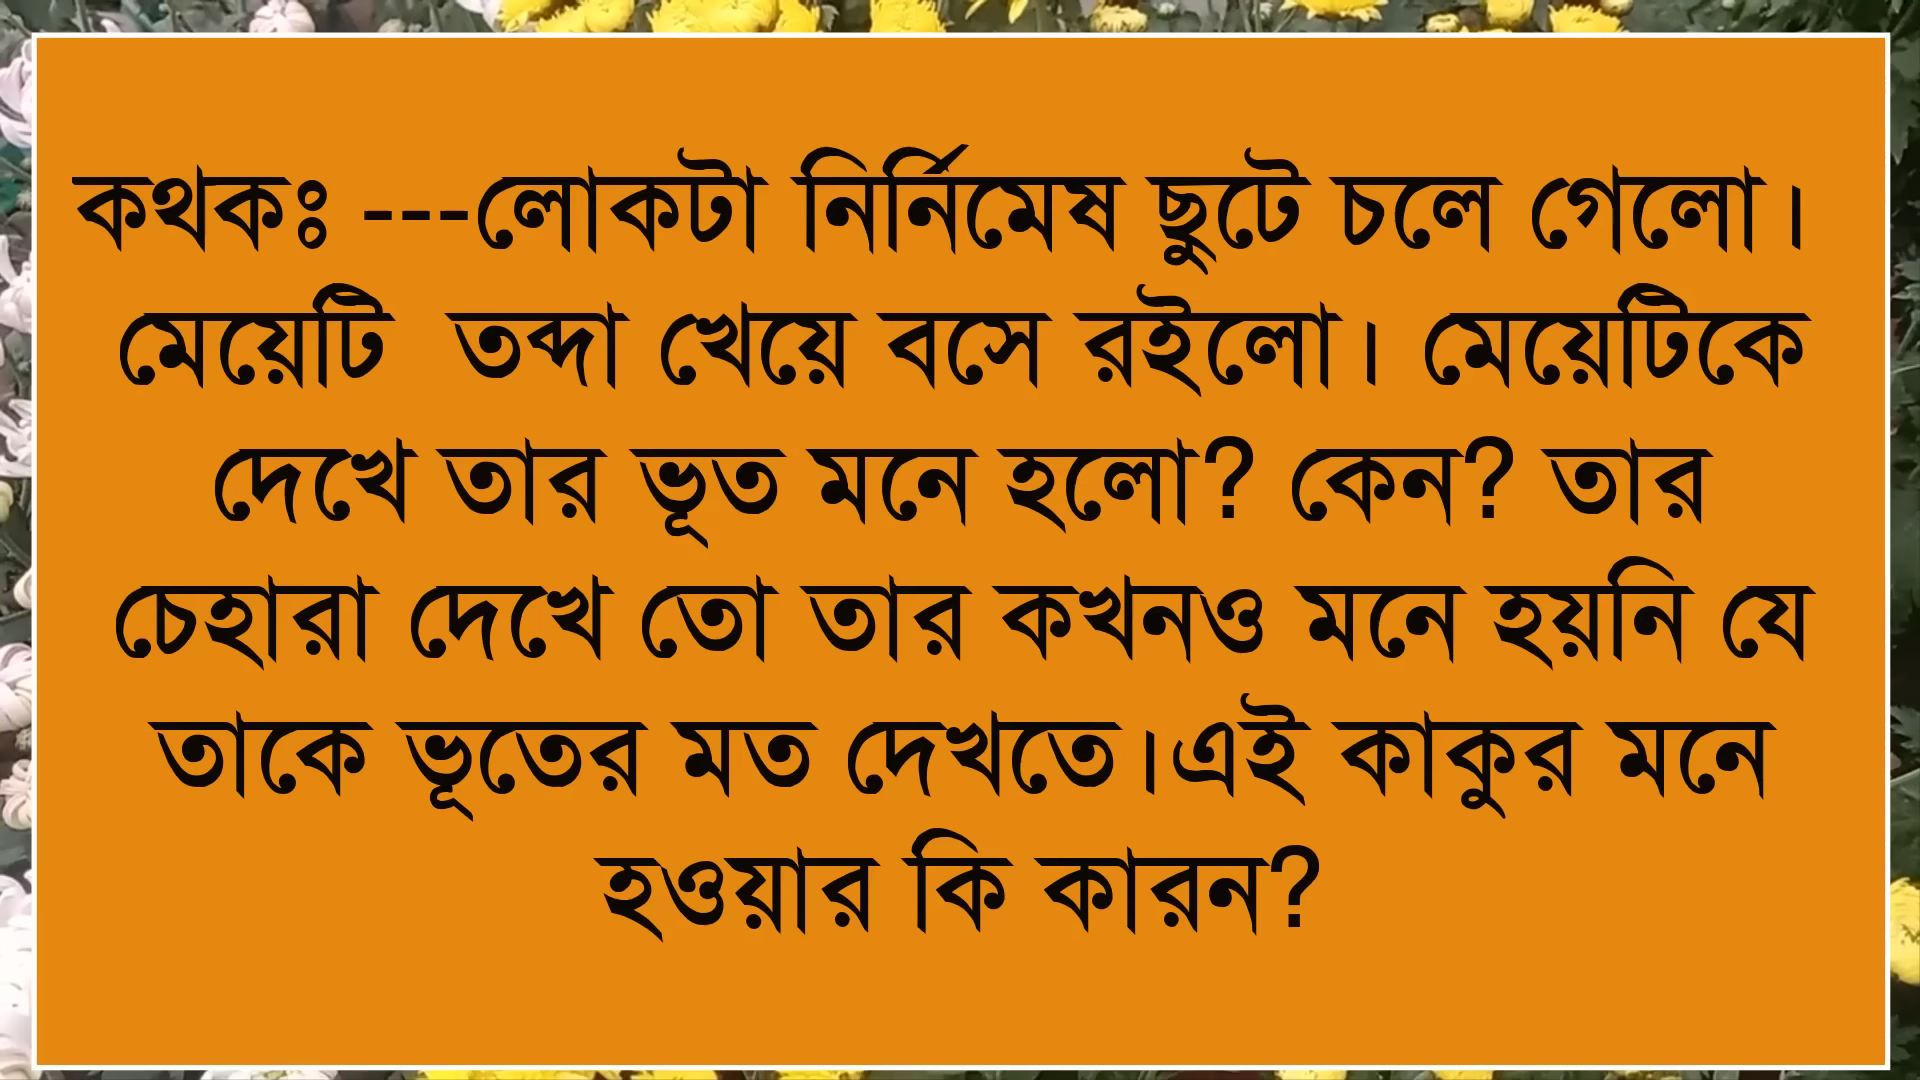 কথকঃ ---লোকটা নির্নিমেষ ছুটে চলে গেলো।
মেয়েটি  তব্দা খেয়ে বসে রইলো। মেয়েটিকে
দেখে তার ভূত মনে হলো? কেন? তার
চেহারা দেখে তো তার কখনও মনে হয়নি যে
তাকে ভূতের মত দেখতে।এই কাকুর মনে
হওয়ার কি কারন?